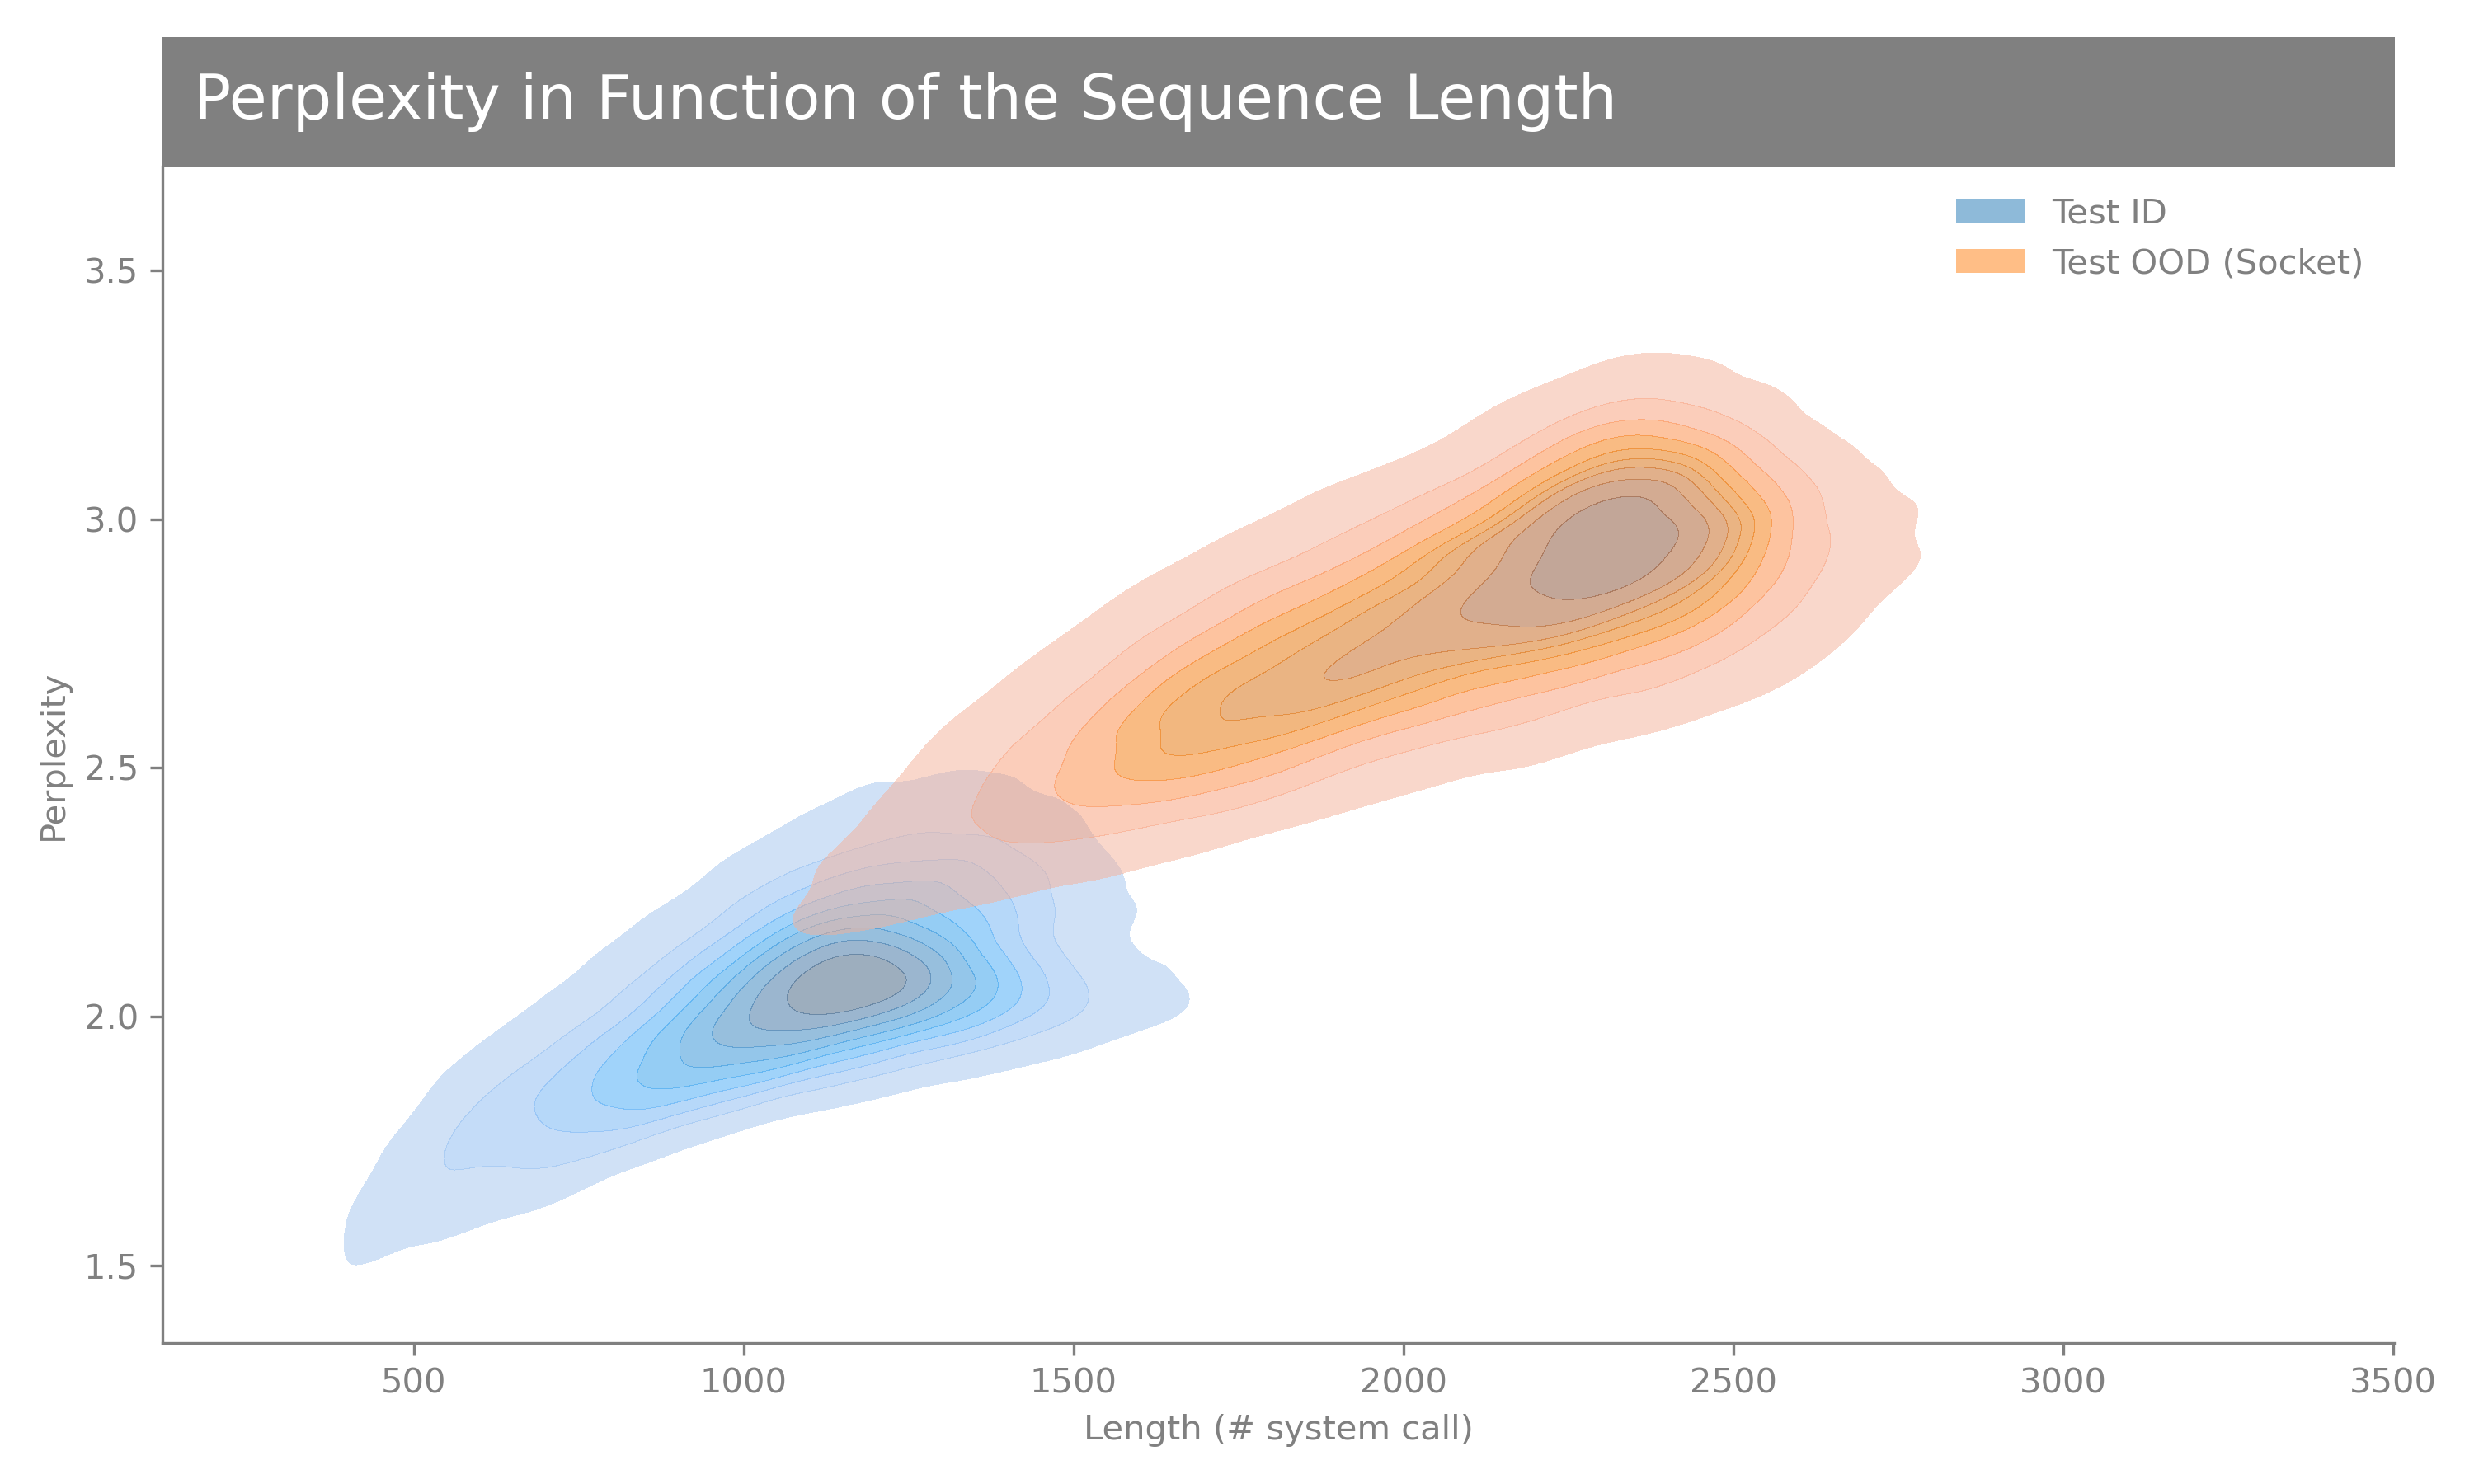 Perplexity in Function of the Sequence Length
Test ID
Test OOD (Socket)
3.5
3.0
2.5
2.0
1.5
Perplexity
500 1000 1500 2000 2500 3000 3500
Length (# system call)